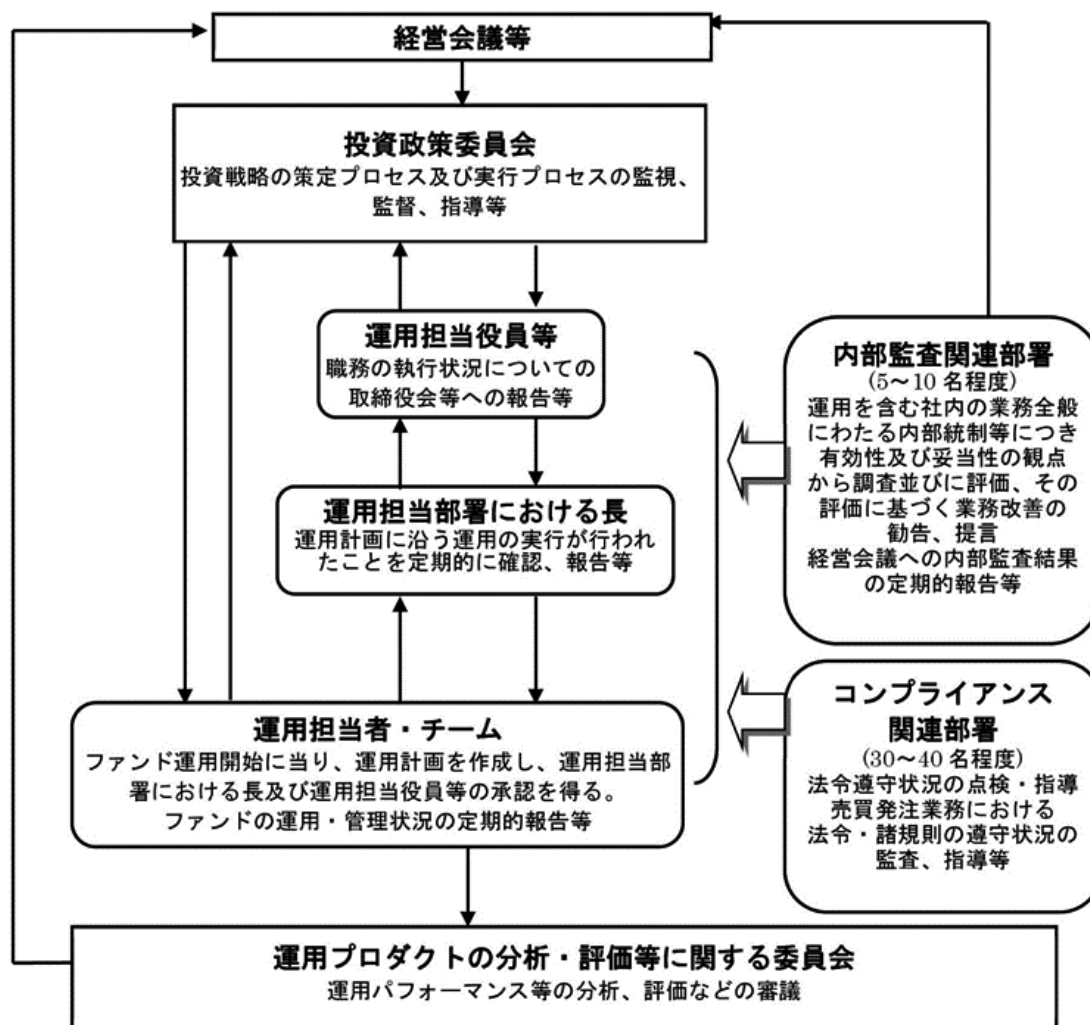 経営会議等
投資政策委員会
投資戦略の策定プロセス及び実行プロセスの監視、
監督、指導等
運用担当役員等
職務の執行状況についての
取締役会等への報告等
運用担当部署における長
運用計画に沿う運用の実行が行われ
たことを定期的に確認、報告等
運用担当者・チーム
ファンド運用開始に当り、運用計画を作成し、運用担当部
署における長及び運用担当役員等の承認を得る。
ファンドの運用・管理状況の定期的報告等
内部監査関連部署
(5～10 名程度)
運用を含む社内の業務全般
にわたる内部統制等につき
有効性及び妥当性の観点
から調査並びに評価、その
評価に基づく業務改善の
勧告、提言
経営会議への内部監査結果
の定期的報告等
コンプライアンス
関連部署
(30～40 名程度)
法令遵守状況の点検・指導
売買発注業務における
法令・諸規則の遵守状況の
監査、指導等
運用プロダクトの分析・評価等に関する委員会
運用パフォーマンス等の分析、評価などの審議